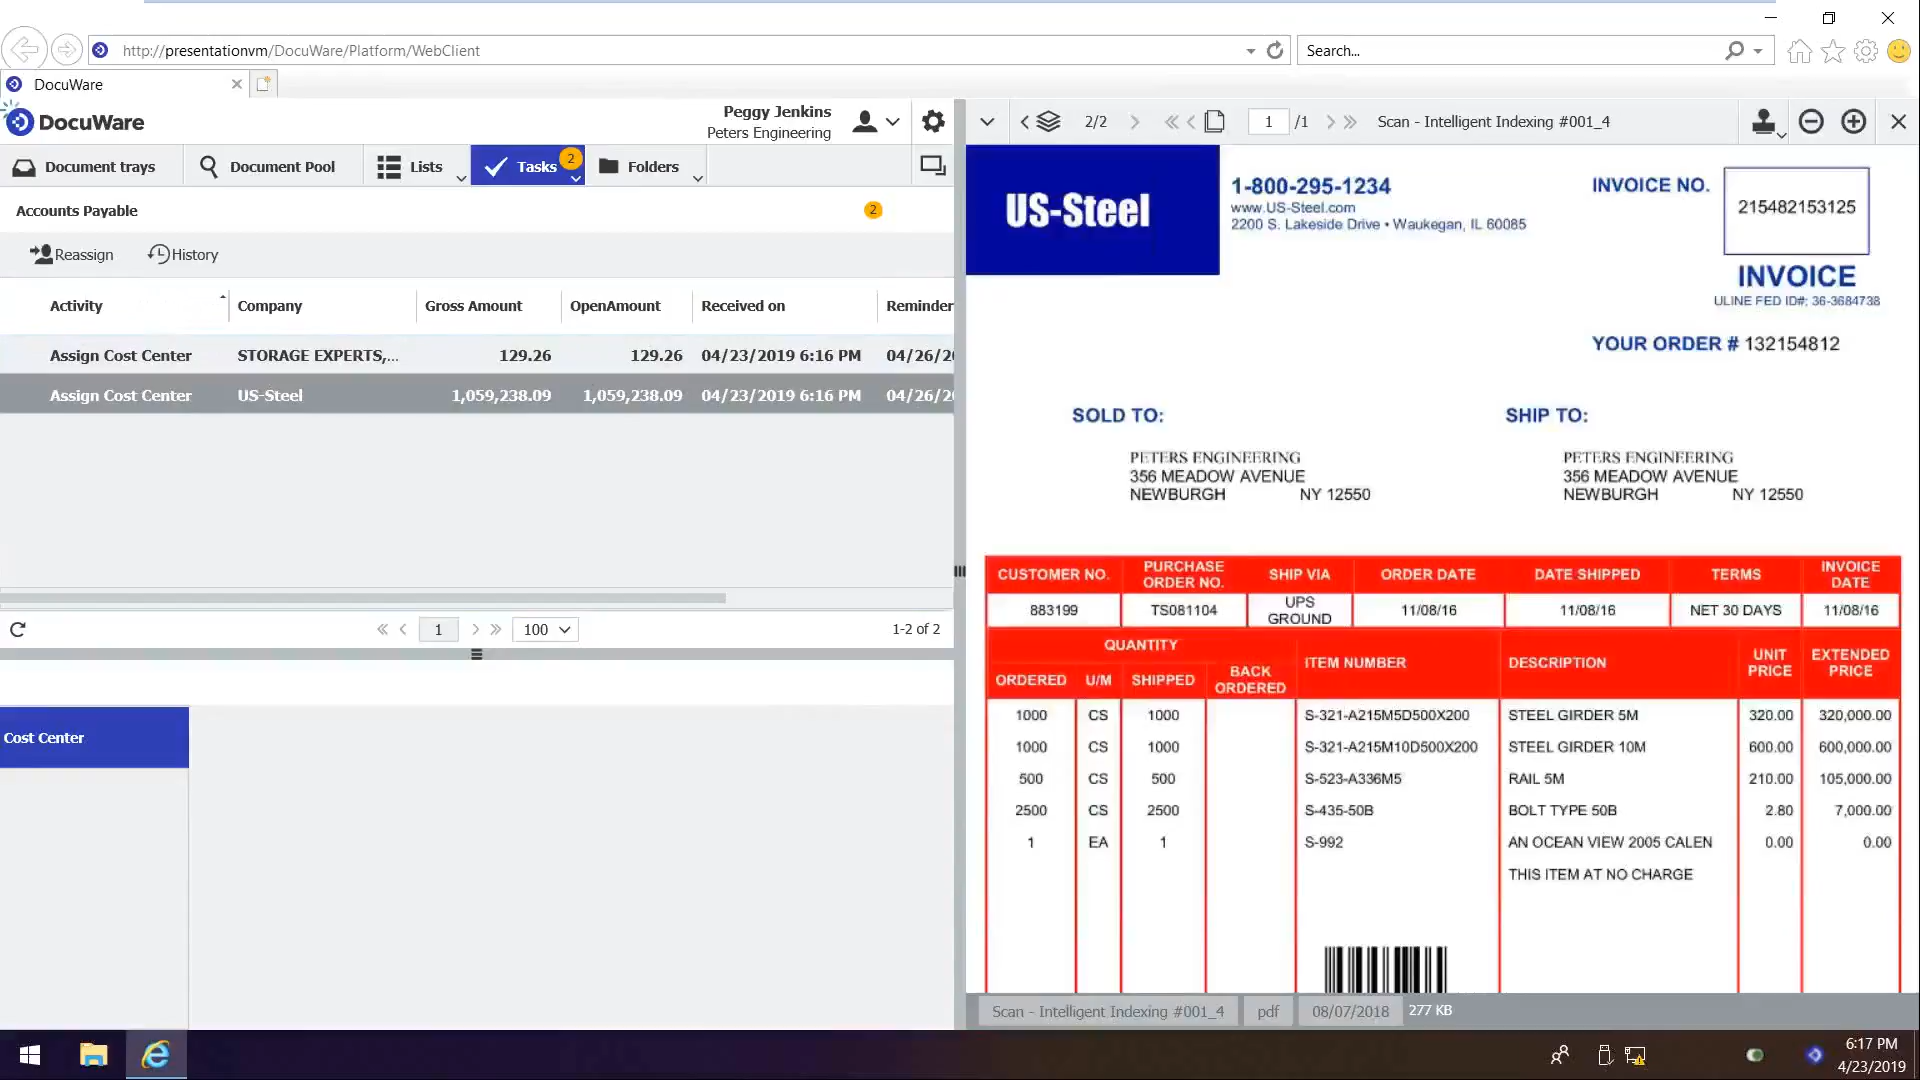 http://presentationvm/DocuWare/Platform/WebClient
Search...
DocuWare
DocuWare
Peggy Jenkins
Peters Engineering
Document trays
Document Pool
Lists
Tasks
2
Folders
Accounts Payable
2
Reassign
History
Activity
Company
Gross Amount
OpenAmount
Received on
Reminder
Assign Cost Center STORAGE EXPERTS,... 129.26 129.26 04/23/2019 6:16 PM 04/26/20
Assign Cost Center US-Steel 1,059,238.09 1,059,238.09 04/23/2019 6:16 PM 04/26/20
1
100
1-2 of 2
Cost Center
2/2
1
/1
Scan - Intelligent Indexing #001_4
US-Steel
1-800-295-1234
www.US-Steel.com
2200 S. Lakeside Drive • Waukegan, IL 60085
INVOICE NO.
215482153125
INVOICE
ULINE FED ID#; 36-3684738
YOUR ORDER # 132154812
SOLD TO:
PETERS ENGINEERING
356 MEADOW AVENUE
NEWBURGH NY 12550
SHIP TO:
PETERS ENGINEERING
356 MEADOW AVENUE
NEWBURGH NY 12550
CUSTOMER NO.
PURCHASE
ORDER NO.
SHIP VIA
ORDER DATE
DATE SHIPPED
TERMS
INVOICE
DATE
883199
TS081104
UPS
GROUND
11/08/16
11/08/16
NET 30 DAYS
11/08/16
QUANTITY
ORDERED
U/M
SHIPPED
BACK
ORDERED
ITEM NUMBER
DESCRIPTION
UNIT
PRICE
EXTENDED
PRICE
1000 CS 1000 S-321-A215M5D500X200 STEEL GIRDER 5M 320.00 320,000.00
1000 CS 1000 S-321-A215M10D500X200 STEEL GIRDER 10M 600.00 600,000.00
500 CS 500 S-523-A336M5 RAIL 5M 210.00 105,000.00
2500 CS 2500 S-435-50B BOLT TYPE 50B 2.80 7,000.00
1 EA 1 S-992 AN OCEAN VIEW 2005 CALEN 0.00 0.00
THIS ITEM AT NO CHARGE
Scan - Intelligent Indexing #001_4
pdf
08/07/2018
277 KB
6:17 PM
4/23/2019